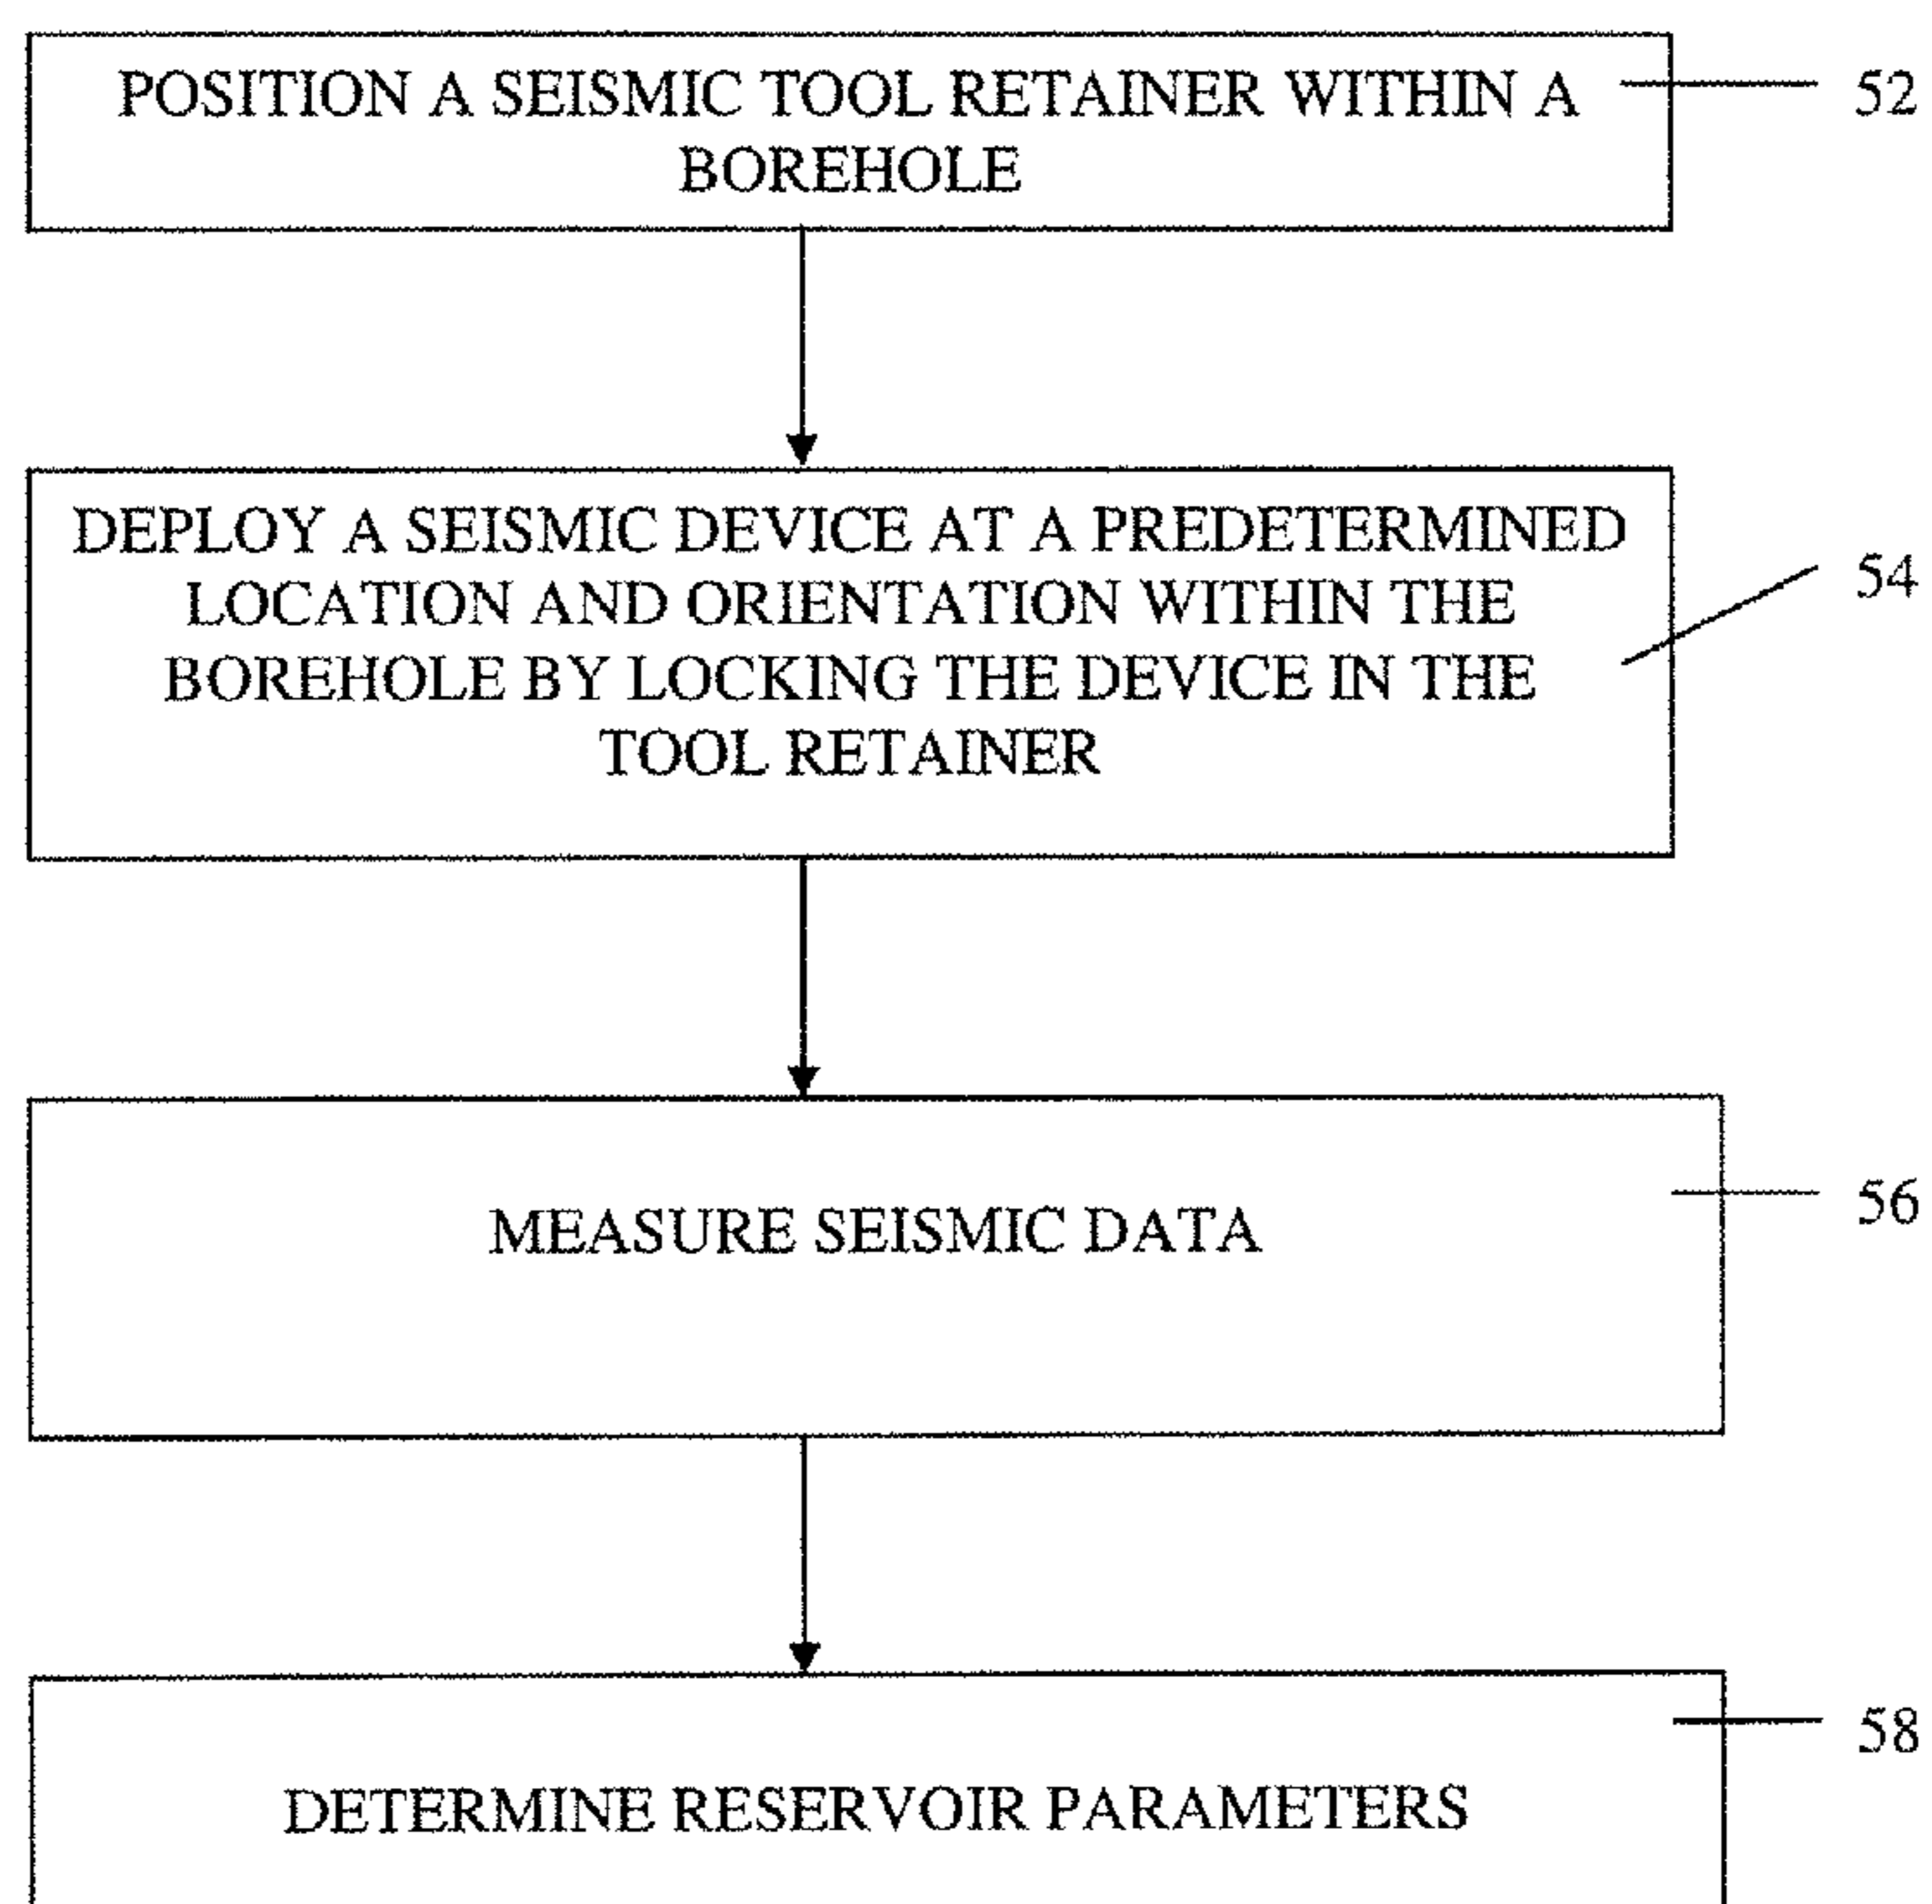 POSITION A SEISMIC TOOL RETAINER WITHIN A
BOREHOLE
52
DEPLOY A SEISMIC DEVICE AT A PREDETERMINED
LOCATION AND ORIENTATION WITHIN THE
BOREHOLE BY LOCKING THE DEVICE IN THE
TOOL RETAINER
54
MEASURE SEISMIC DATA
56
DETERMINE RESERVOIR PARAMETERS
58